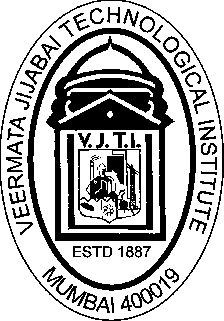 VEERMATA JIJABAI TECHNOLOGICAL INSTITUTE
V.J.T.I.
ESTD 1887
MUMBAI 400019